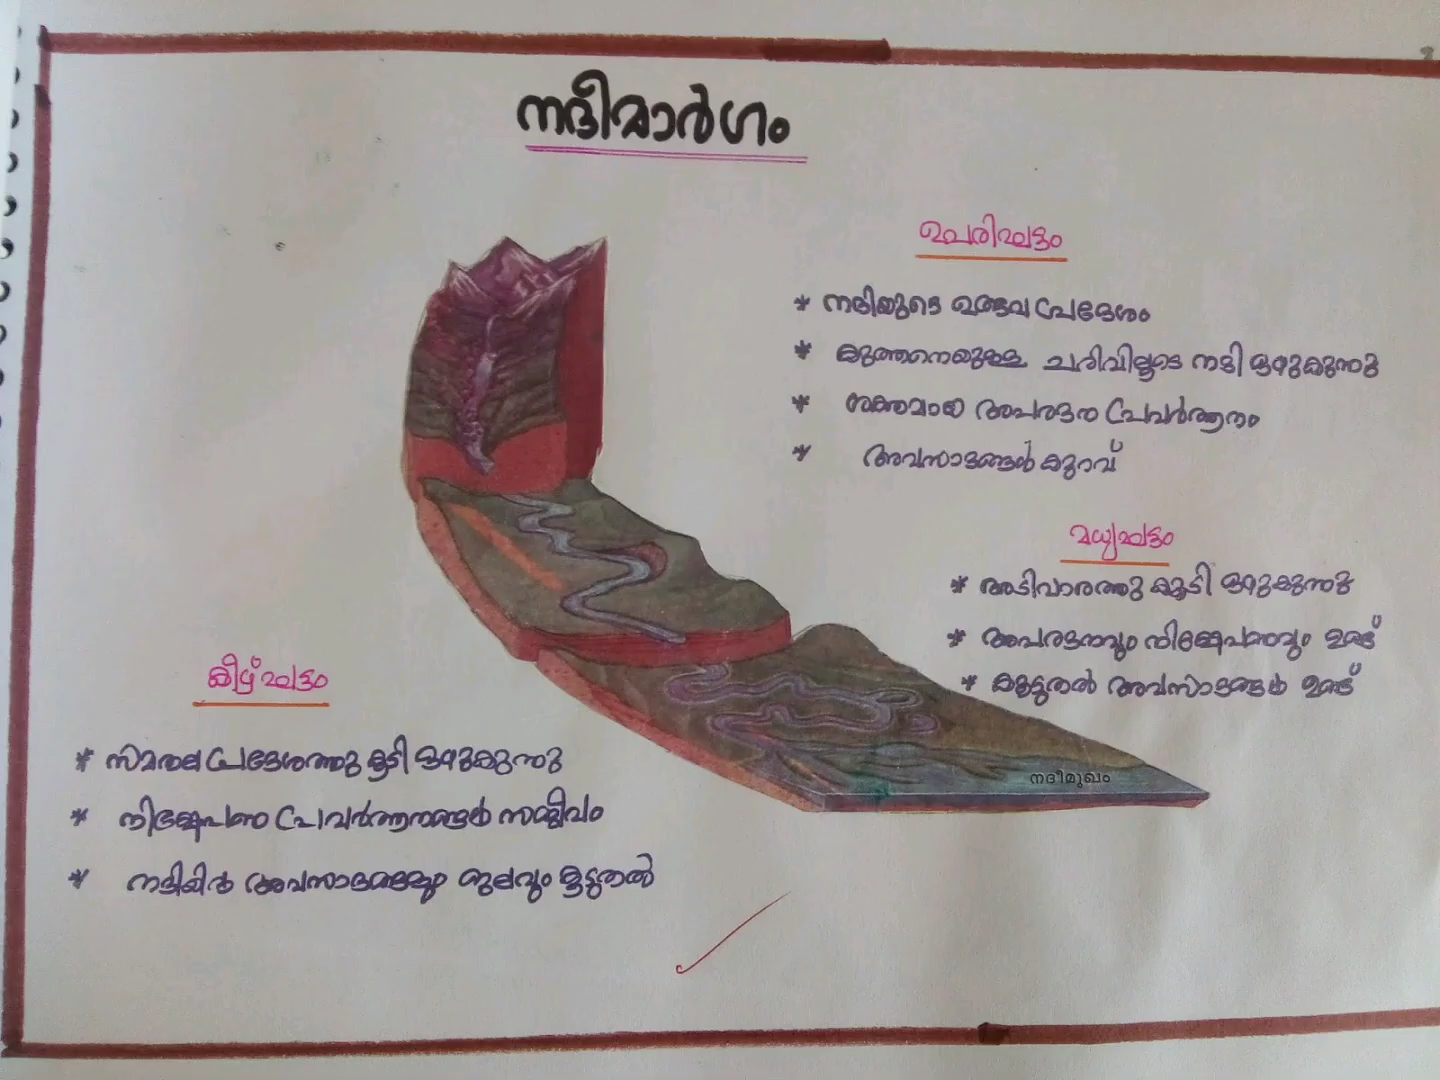 നദീമാർഗം
ഉപരിഘട്ടം
* നദിയുടെ ഉത്ഭവ പ്രദേശം
* കുത്തനെയുള്ള ചരിവിലൂടെ നദി ഒഴുകുന്നു
* ശക്തമായ അപരദന പ്രവർത്തനം
* അവസാദങ്ങൾ കുറവ്
മധ്യഘട്ടം
* അടിവാരത്തു കൂടി ഒഴുകുന്നു
* അപരദനവും നിക്ഷേപണവും ഉണ്ട്
* കൂടുതൽ അവസാദങ്ങൾ ഉണ്ട്
കീഴ്ഘട്ടം
* സമതല പ്രദേശത്തു കൂടി ഒഴുകുന്നു
* നിക്ഷേപണ പ്രവർത്തനങ്ങൾ സജീവം
* നദിയിൽ അവസാദങ്ങളും ജലവും കൂടുതൽ
നദീമുഖം